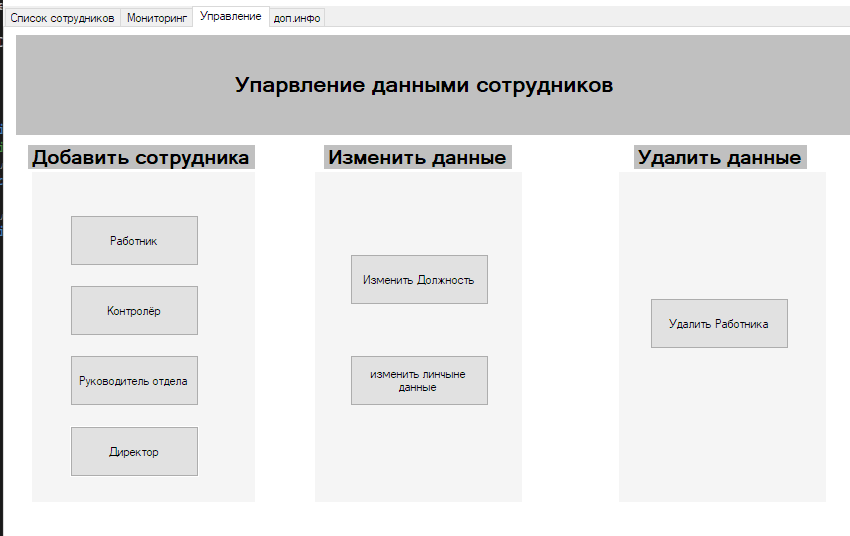 Список сотрудников Мониторинг Управление доп.инфо
Упарвление данными сотрудников
Добавить сотрудника
Изменить данные
Удалить данные
Работник
Контролёр
Руководитель отдела
Директор
Изменить Должность
изменить линчыне
данные
Удалить Работника